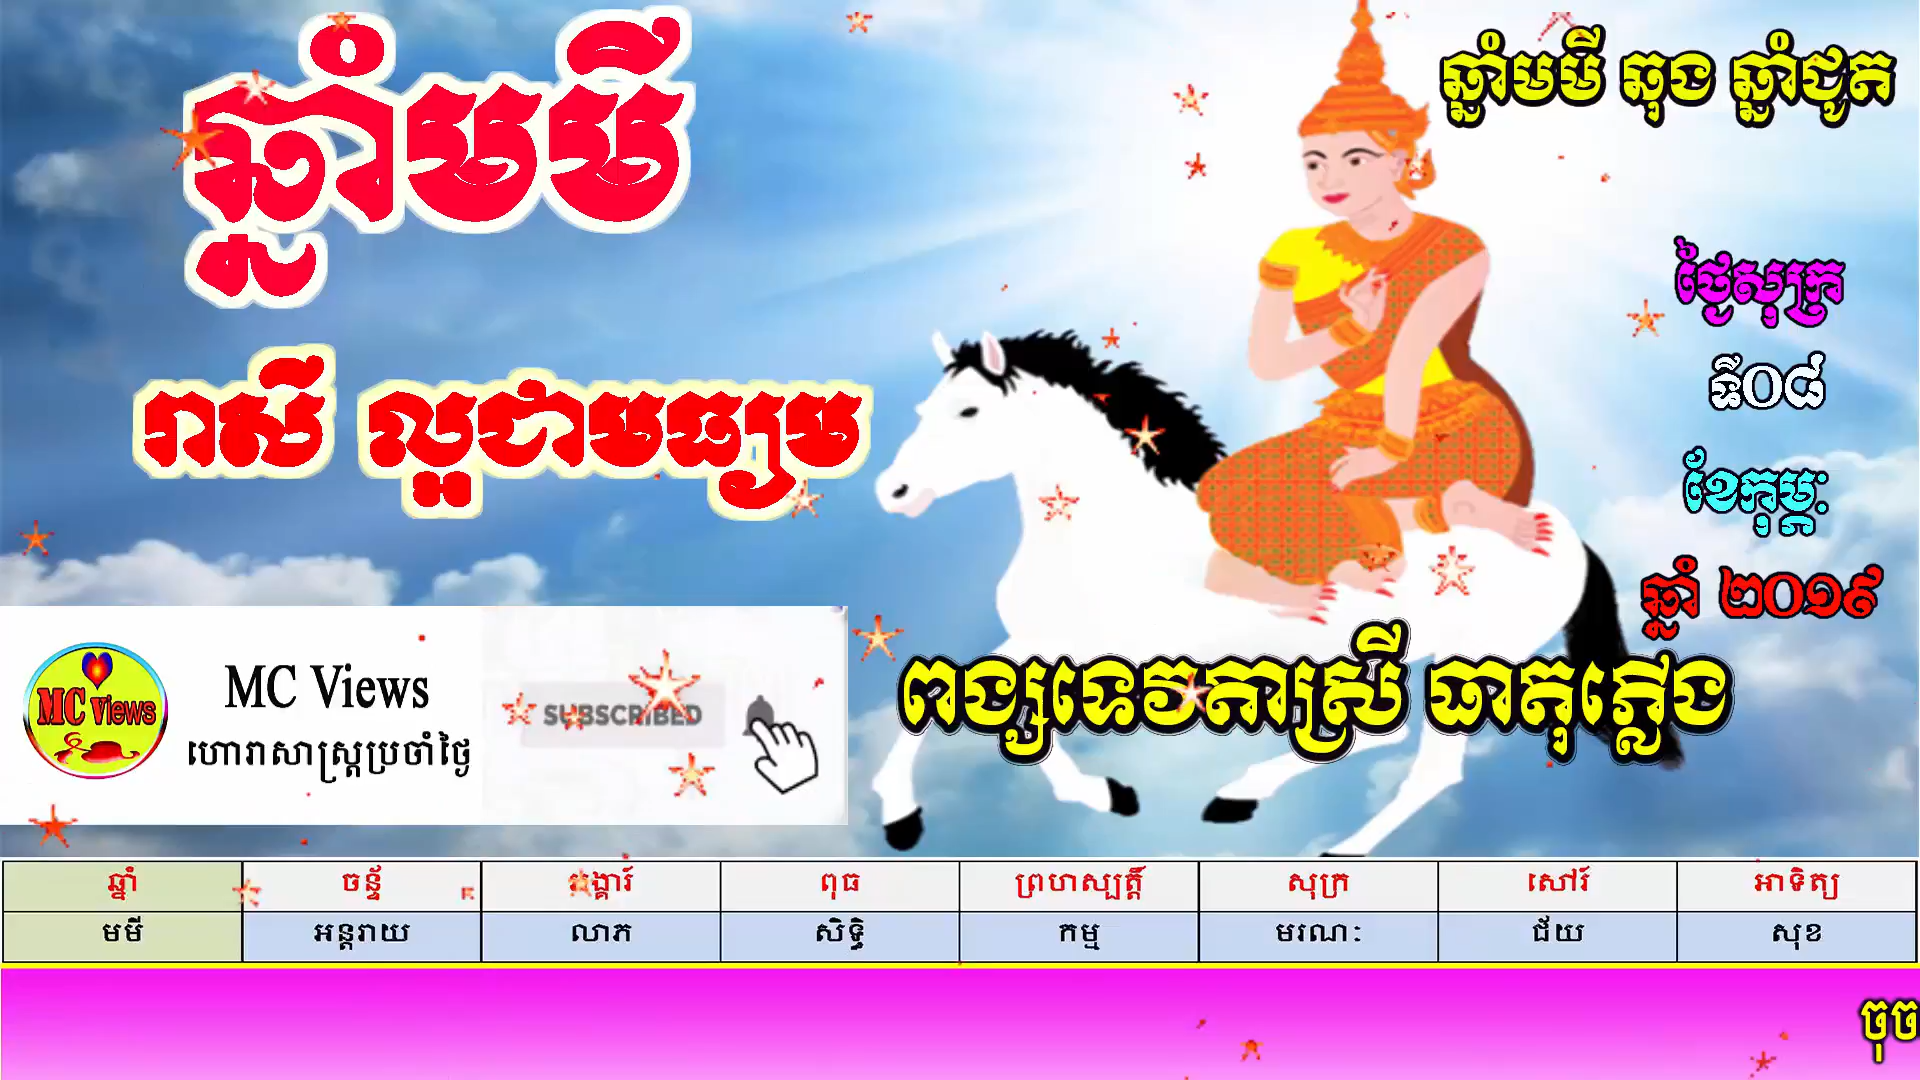 ឆ្នាំមមី
ឆ្នាំមមី ឆុង ឆ្នាំជូត
រាសី ល្អជាមធ្យម
ថ្ងៃសុក្រ
ទី០៨
ខែកុម្ភៈ
ឆ្នាំ ២០១៩
ពង្សទេវតាស្រី ធាតុភ្លើង
MC Views
MC Views
ហោរាសាស្ត្រប្រចាំថ្ងៃ
SUBSCRIBED
ឆ្នាំ ចន្ទ័ អង្គារ៍ ពុធ ព្រហស្បត្តិ៍ សុក្រ សៅរ៍ អាទិត្យ
មមី អន្តរាយ លាភ សិទ្ធិ កម្ម មរណៈ ជ័យ សុខ
ចុច